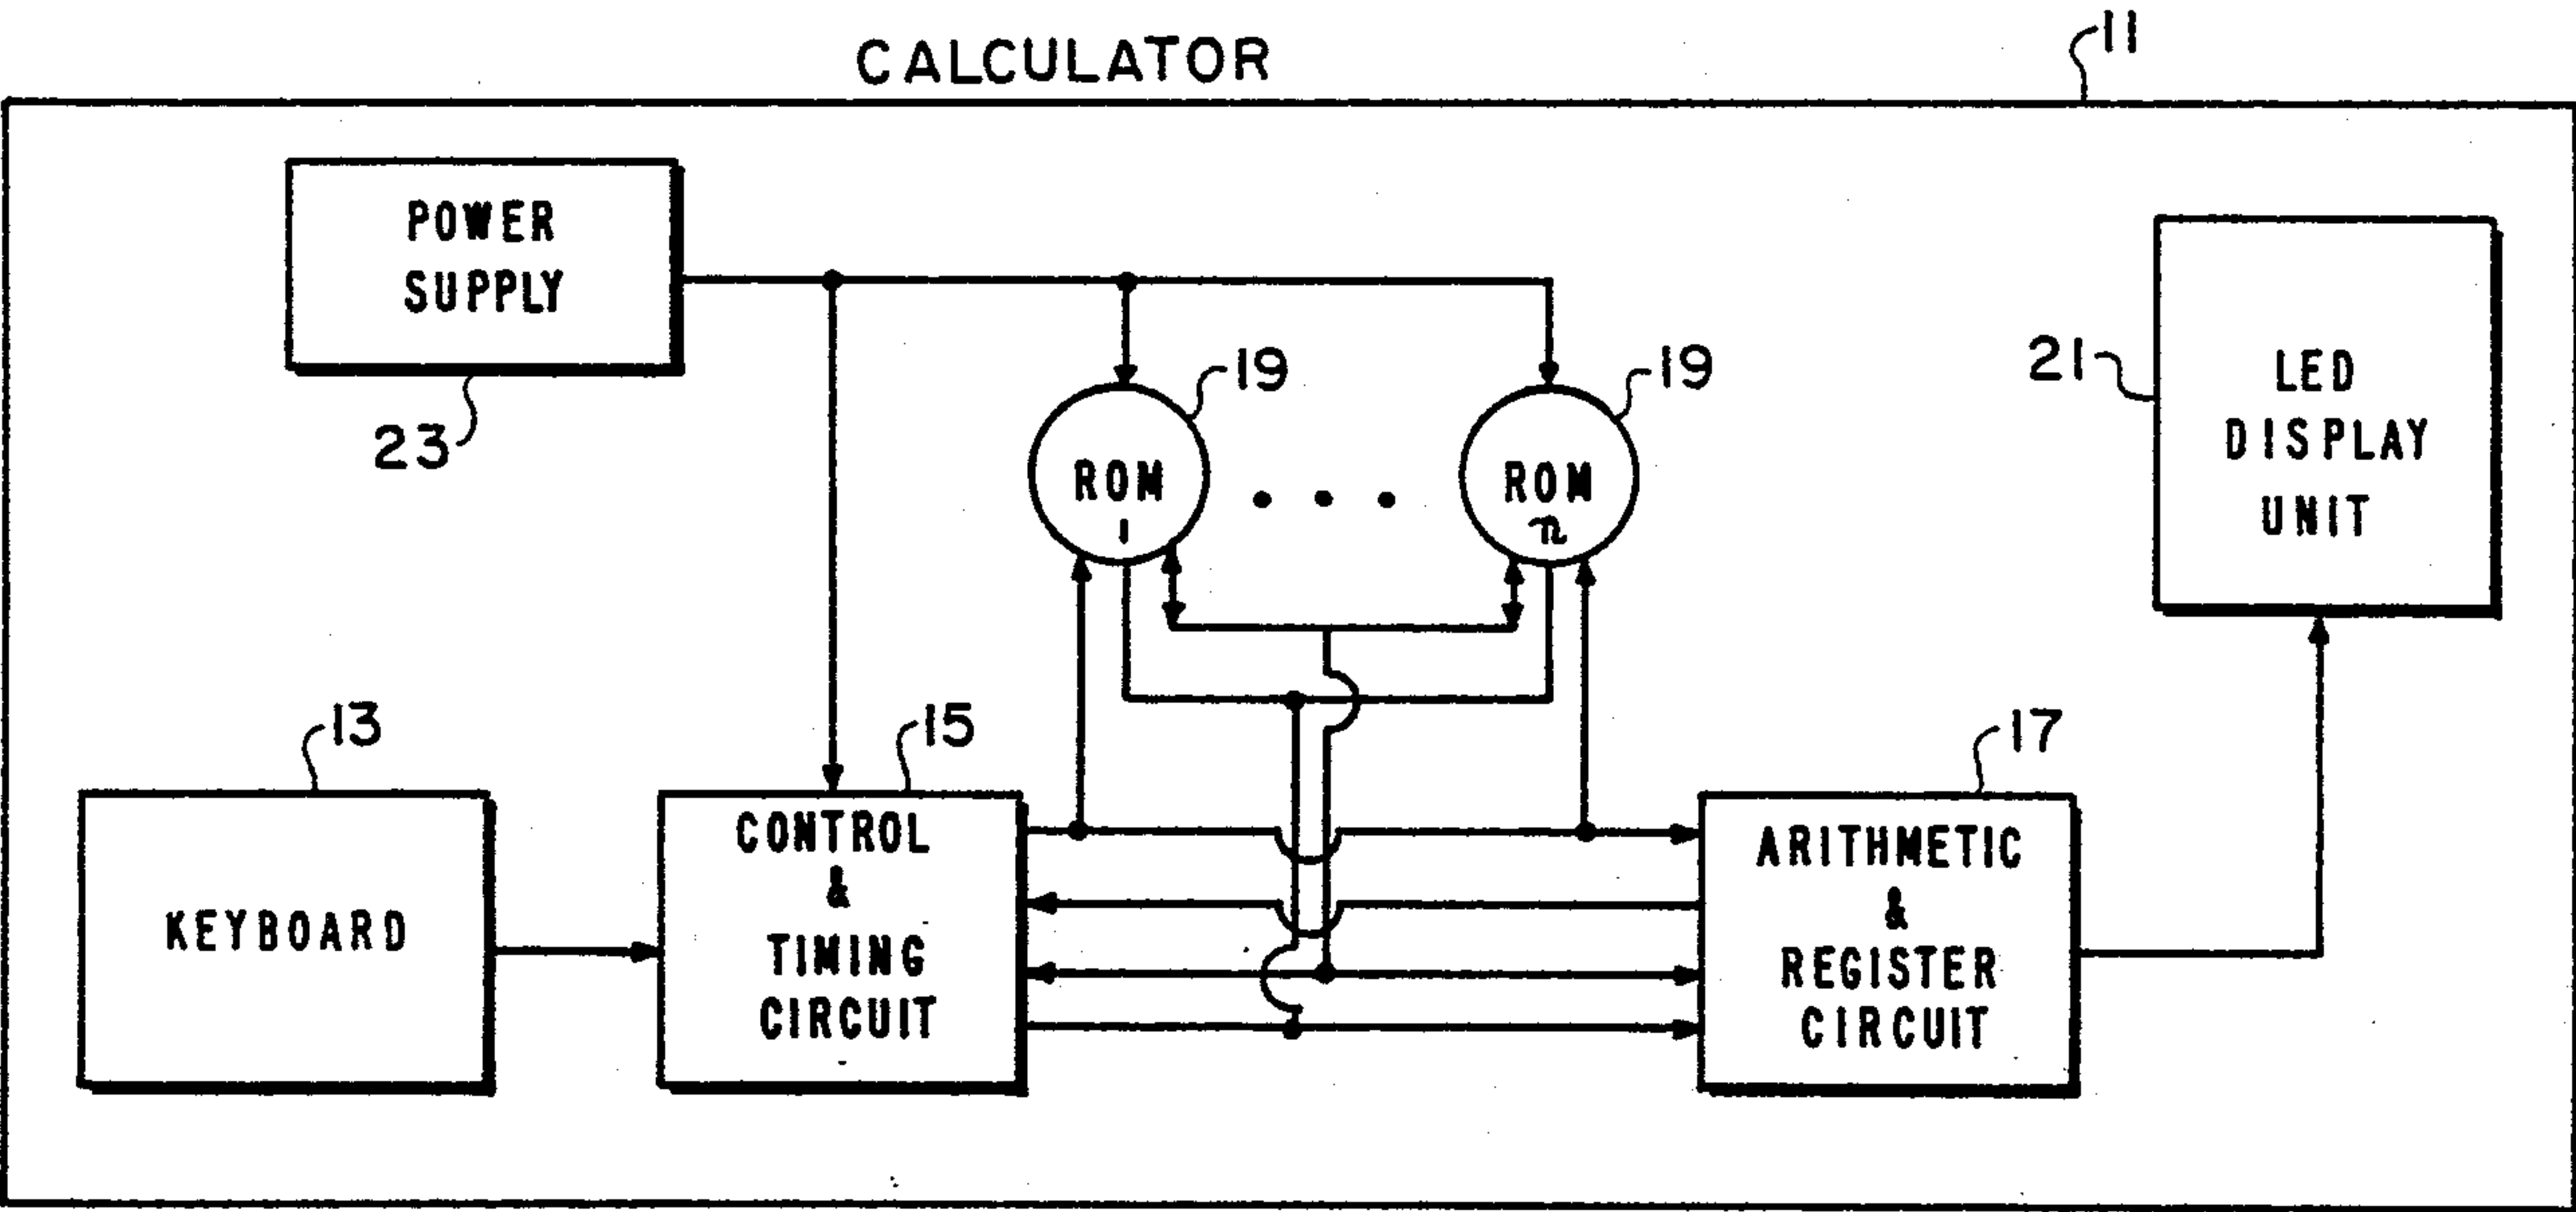 CALCULATOR
11
POWER
SUPPLY
23
19
19
ROM
1
ROM
n
21
LED
DISPLAY
UNIT
13
15
17
KEYBOARD
CONTROL
&
TIMING
CIRCUIT
ARITHMETIC
&
REGISTER
CIRCUIT